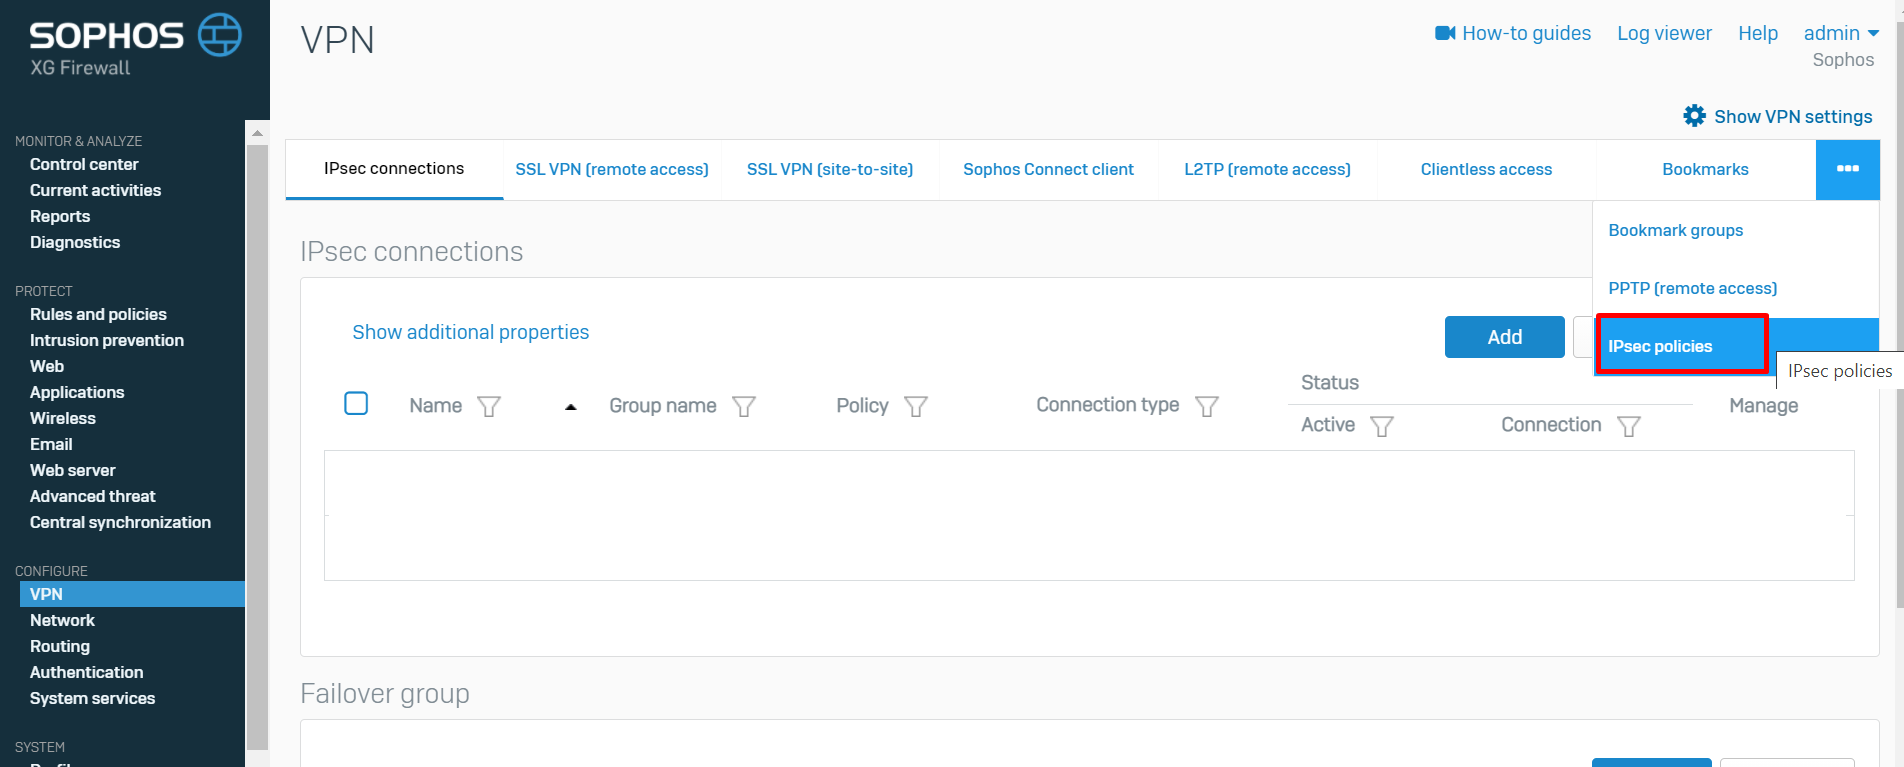 SOPHOS
XG Firewall
VPN
How-to guides Log viewer Help admin
Sophos
Show VPN settings
MONITOR & ANALYZE
Control center
Current activities
Reports
Diagnostics
PROTECT
Rules and policies
Intrusion prevention
Web
Applications
Wireless
Email
Web server
Advanced threat
Central synchronization
CONFIGURE
VPN
Network
Routing
Authentication
System services
SYSTEM
IPsec connections SSL VPN (remote access) SSL VPN (site-to-site) Sophos Connect client L2TP (remote access) Clientless access Bookmarks
Bookmark groups
PPTP (remote access)
IPsec policies
IPsec policies
IPsec connections
Show additional properties
Add
Name Group name Policy Connection type Status Manage
Active Connection
Failover group